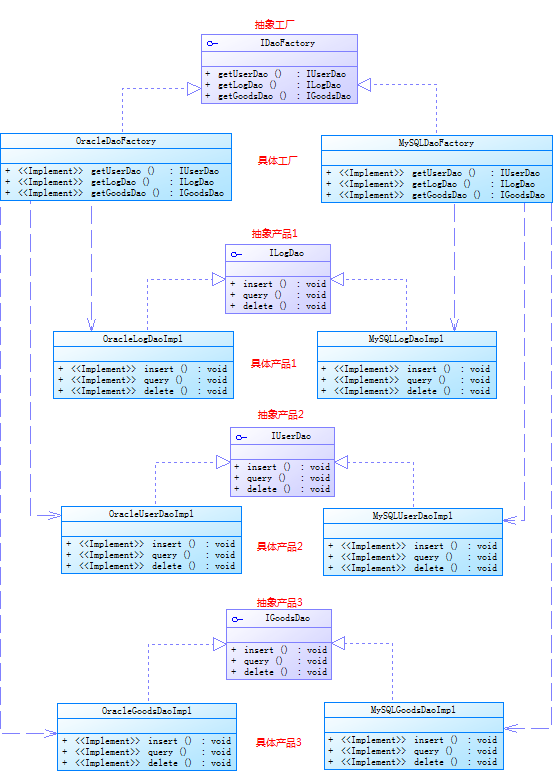 抽象工厂
IDaoFactory
+ getUserDao () : IUserDao
+ getLogDao () : ILogDao
+ getGoodsDao () : IGoodsDao
OracleDaoFactory
+ <<Implement>> getUserDao () : IUserDao
+ <<Implement>> getLogDao () : ILogDao
+ <<Implement>> getGoodsDao () : IGoodsDao
具体工厂
MySQLDaoFactory
+ <<Implement>> getUserDao () : IUserDao
+ <<Implement>> getLogDao () : ILogDao
+ <<Implement>> getGoodsDao () : IGoodsDao
抽象产品1
ILogDao
+ insert () : void
+ query () : void
+ delete () : void
OracleLogDaoImpl
+ <<Implement>> insert () : void
+ <<Implement>> query () : void
+ <<Implement>> delete () : void
具体产品1
MySQLLogDaoImpl
+ <<Implement>> insert () : void
+ <<Implement>> query () : void
+ <<Implement>> delete () : void
抽象产品2
IUserDao
+ insert () : void
+ query () : void
+ delete () : void
OracleUserDaoImpl
+ <<Implement>> insert () : void
+ <<Implement>> query () : void
+ <<Implement>> delete () : void
具体产品2
MySQLUserDaoImpl
+ <<Implement>> insert () : void
+ <<Implement>> query () : void
+ <<Implement>> delete () : void
抽象产品3
IGoodsDao
+ insert () : void
+ query () : void
+ delete () : void
OracleGoodsDaoImpl
+ <<Implement>> insert () : void
+ <<Implement>> query () : void
+ <<Implement>> delete () : void
具体产品3
MySQLGoodsDaoImpl
+ <<Implement>> insert () : void
+ <<Implement>> query () : void
+ <<Implement>> delete () : void